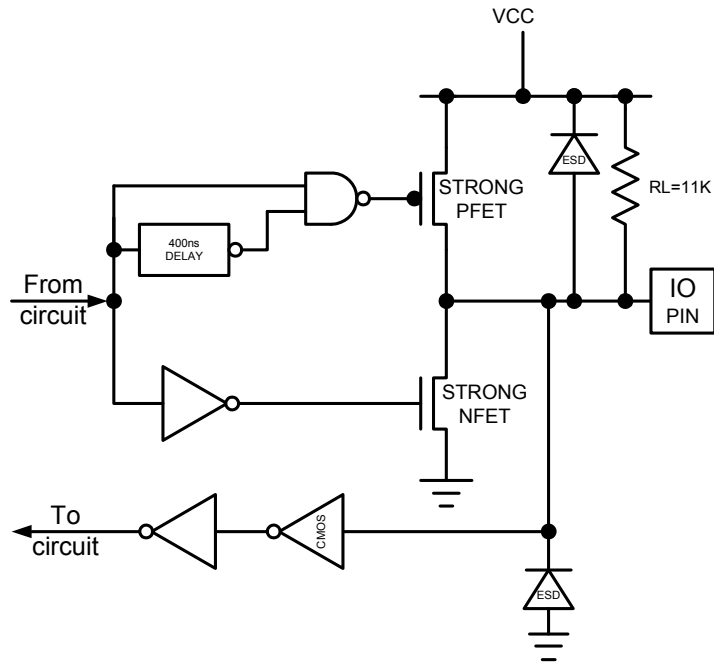 VCC
ESD
RL=11K
STRONG
PFET
400ns
DELAY
From
circuit
IO
PIN
STRONG
NFET
To
circuit
CMOS
ESD